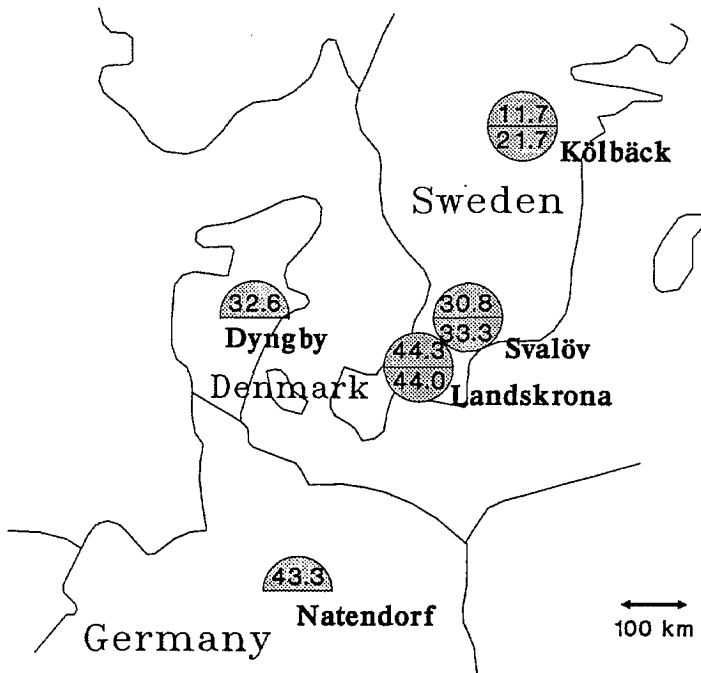 11.7
21.7
Kölbäck
Sweden
32.6
Dyngby
30.8
33.3
Svalöv
44.3
44.0
Landskrona
Denmark
43.3
Natendorf
Germany
100 km